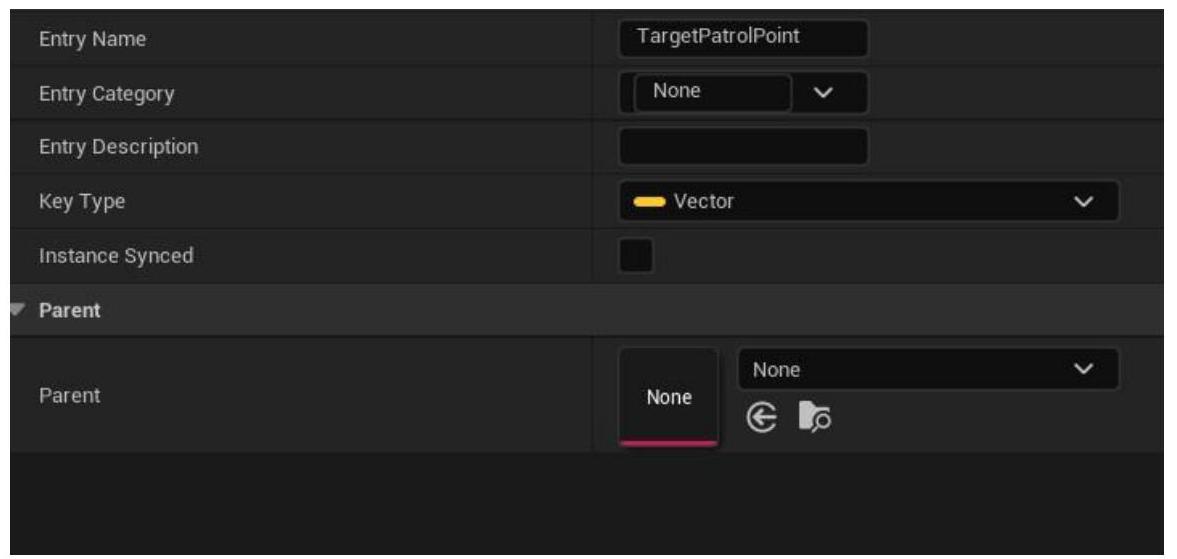 Entry Name TargetPatrolPoint
Entry Category None
Entry Description
Key Type Vector
Instance Synced
Parent
Parent None None